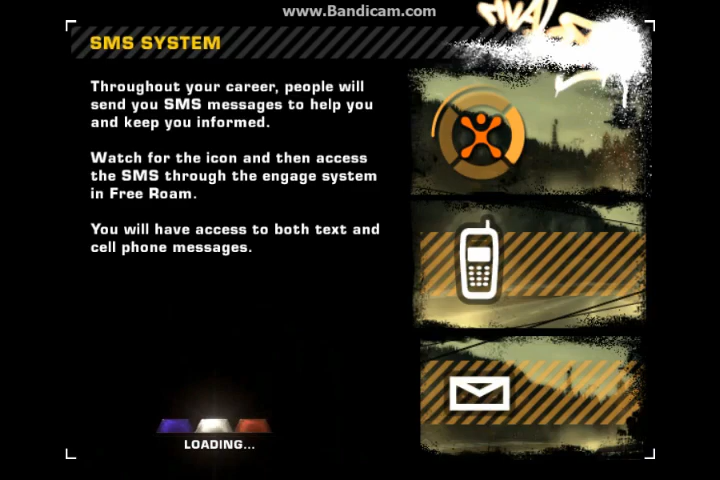 www.Bandicam.com
SMS SYSTEM
Throughout your career, people will
send you SMS messages to help you
and keep you informed.
Watch for the icon and then access
the SMS through the engage system
in Free Roam.
You will have access to both text and
cell phone messages.
LOADING...